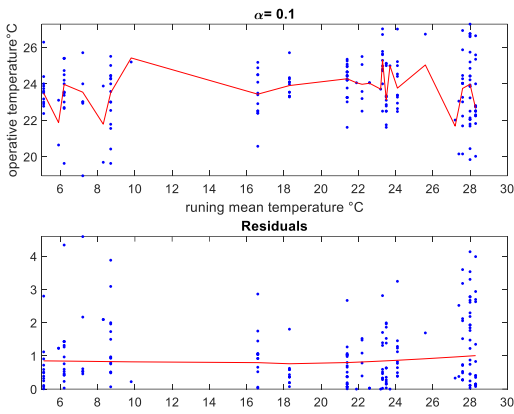 α= 0.1
operative temperature°C
26
24
22
20
6 8 10 12 14 16 18 20 22 24 26 28 30
runing mean temperature °C
Residuals
4
3
2
1
0
6 8 10 12 14 16 18 20 22 24 26 28 30